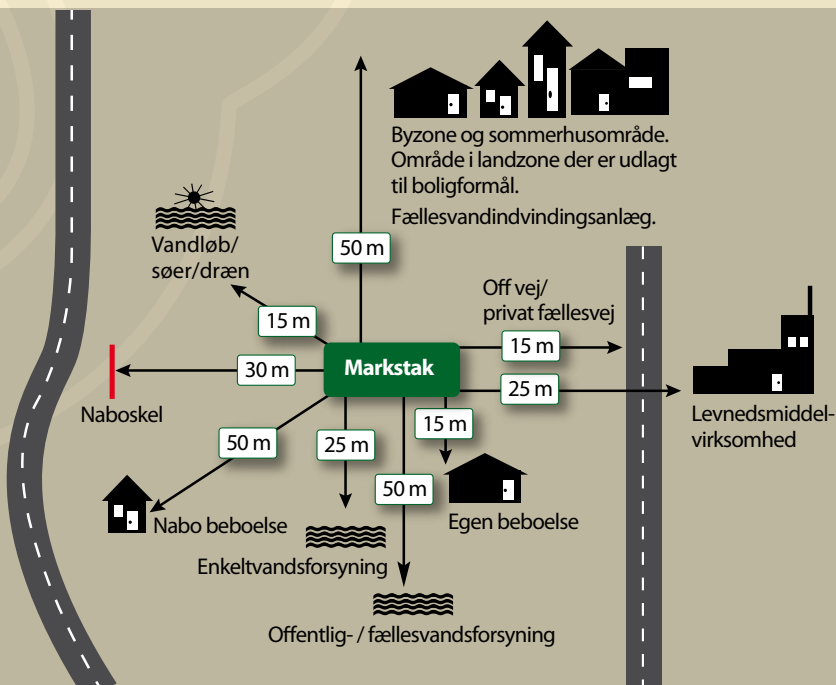 Byzone og sommerhusområde.
Område i landzone der er udlagt
til boligformål.
Fællesvandindvindingsanlæg.
Vandløb/
søer/dræn
50 m
Off vej/
privat fællesvej
15 m
15 m
Markstak
30 m
25 m
Naboskel
Levnedsmiddel-
virksomhed
15 m
50 m
25 m
50 m
Nabo beboelse
Egen beboelse
Enkeltvandsforsyning
Offentlig- / fællesvandsforsyning